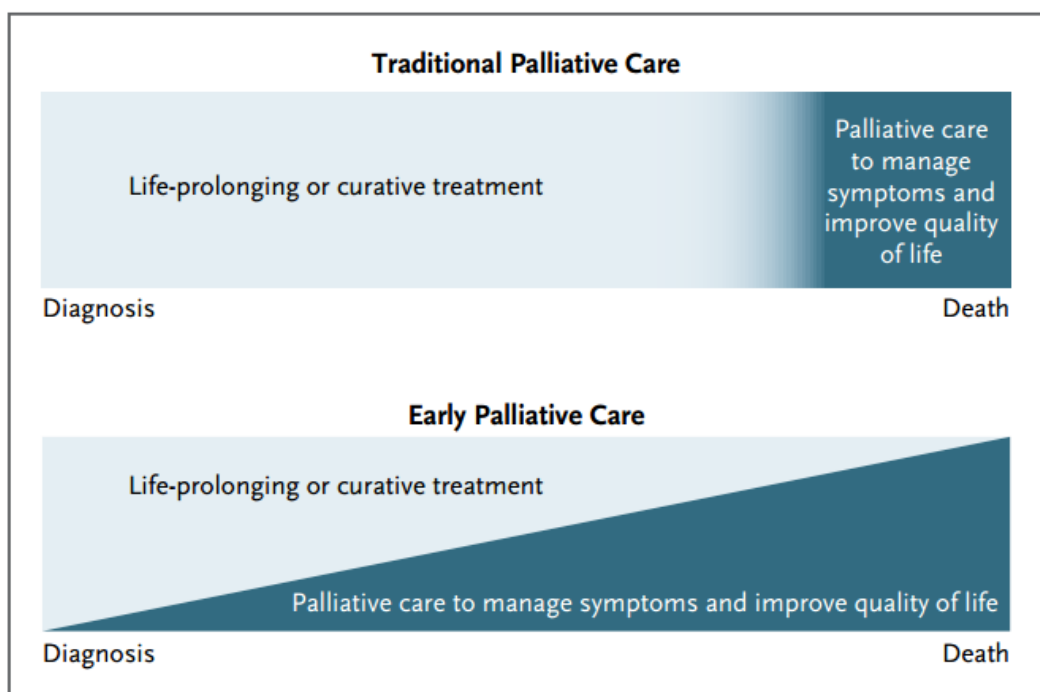 Traditional Palliative Care
Life-prolonging or curative treatment
Palliative care
to manage
symptoms and
improve quality
of life
Diagnosis
Death
Early Palliative Care
Life-prolonging or curative treatment
Palliative care to manage symptoms and improve quality of life
Diagnosis
Death